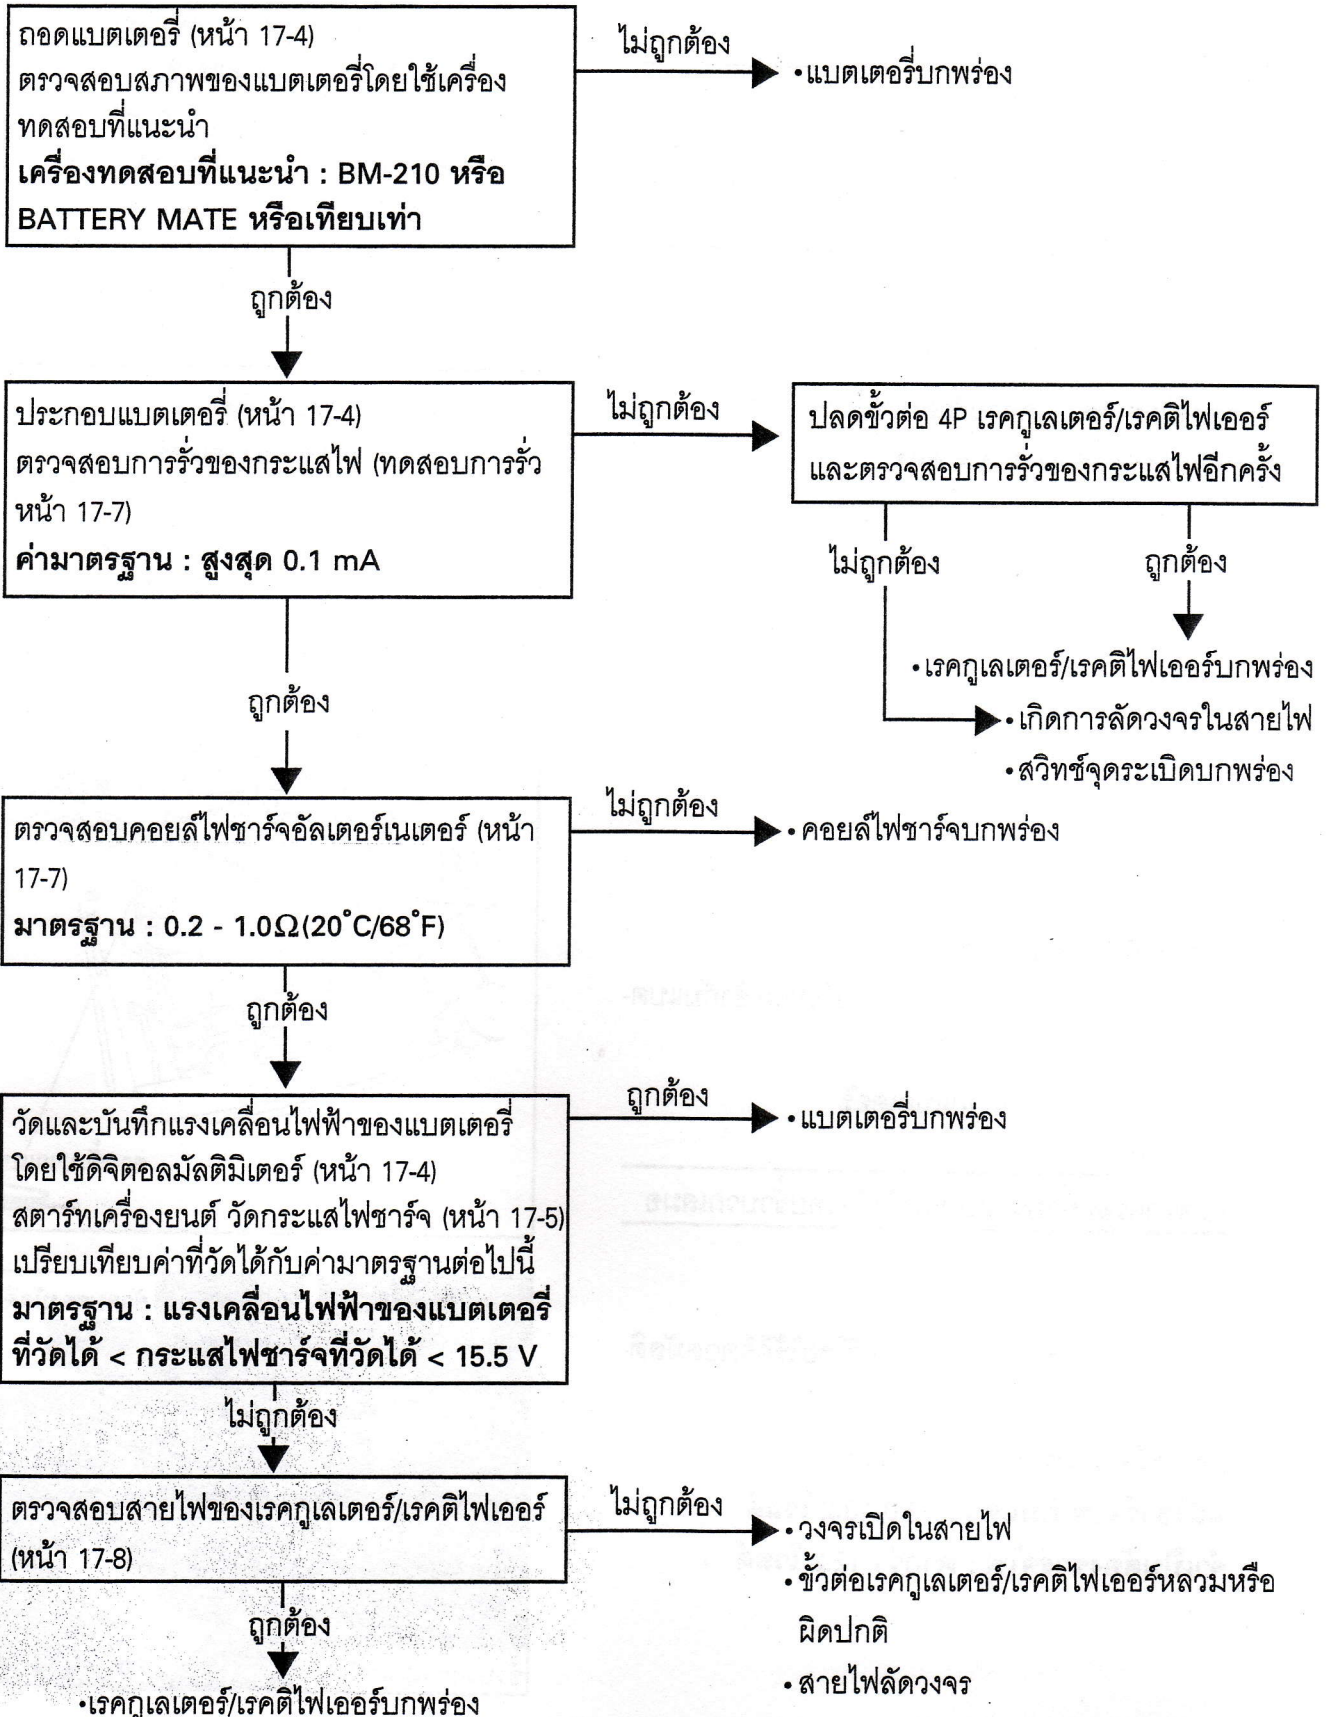 ถอดแบตเตอรี่ (หน้า 17-4)
ตรวจสอบสภาพของแบตเตอรี่โดยใช้เครื่อง
ทดสอบที่แนะนำ
เครื่องทดสอบที่แนะนำ : BM-210 หรือ
BATTERY MATE หรือเทียบเท่า
ไม่ถูกต้อง
•แบตเตอรี่บกพร่อง
ถูกต้อง
ประกอบแบตเตอรี่ (หน้า 17-4)
ตรวจสอบการรั่วของกระแสไฟ (ทดสอบการรั่ว
หน้า 17-7)
ค่ามาตรฐาน : สูงสุด 0.1 mA
ไม่ถูกต้อง
ปลดขั้วต่อ 4P เรคกูเลเตอร์/เรคติไฟเออร์
และตรวจสอบการรั่วของกระแสไฟอีกครั้ง
ไม่ถูกต้อง
ถูกต้อง
•เรคกูเลเตอร์/เรคติไฟเออร์บกพร่อง
•เกิดการลัดวงจรในสายไฟ
•สวิทช์จุดระเบิดบกพร่อง
ถูกต้อง
ตรวจสอบคอยล์ไฟชาร์จอัลเตอร์เนเตอร์ (หน้า
17-7)
มาตรฐาน : 0.2 - 1.0Ω(20°C/68°F)
ไม่ถูกต้อง
•คอยล์ไฟชาร์จบกพร่อง
ถูกต้อง
วัดและบันทึกแรงเคลื่อนไฟฟ้าของแบตเตอรี่
โดยใช้ดิจิตอลมัลติมิเตอร์ (หน้า 17-4)
สตาร์ทเครื่องยนต์ วัดกระแสไฟชาร์จ (หน้า 17-5)
เปรียบเทียบค่าที่วัดได้กับค่ามาตรฐานต่อไปนี้
มาตรฐาน : แรงเคลื่อนไฟฟ้าของแบตเตอรี่
ที่วัดได้ < กระแสไฟชาร์จที่วัดได้ < 15.5 V
ถูกต้อง
•แบตเตอรี่บกพร่อง
ไม่ถูกต้อง
ตรวจสอบสายไฟของเรคกูเลเตอร์/เรคติไฟเออร์
(หน้า 17-8)
ไม่ถูกต้อง
•วงจรเปิดในสายไฟ
•ขั้วต่อเรคกูเลเตอร์/เรคติไฟเออร์หลวมหรือ
ผิดปกติ
•สายไฟลัดวงจร
ถูกต้อง
•เรคกูเลเตอร์/เรคติไฟเออร์บกพร่อง